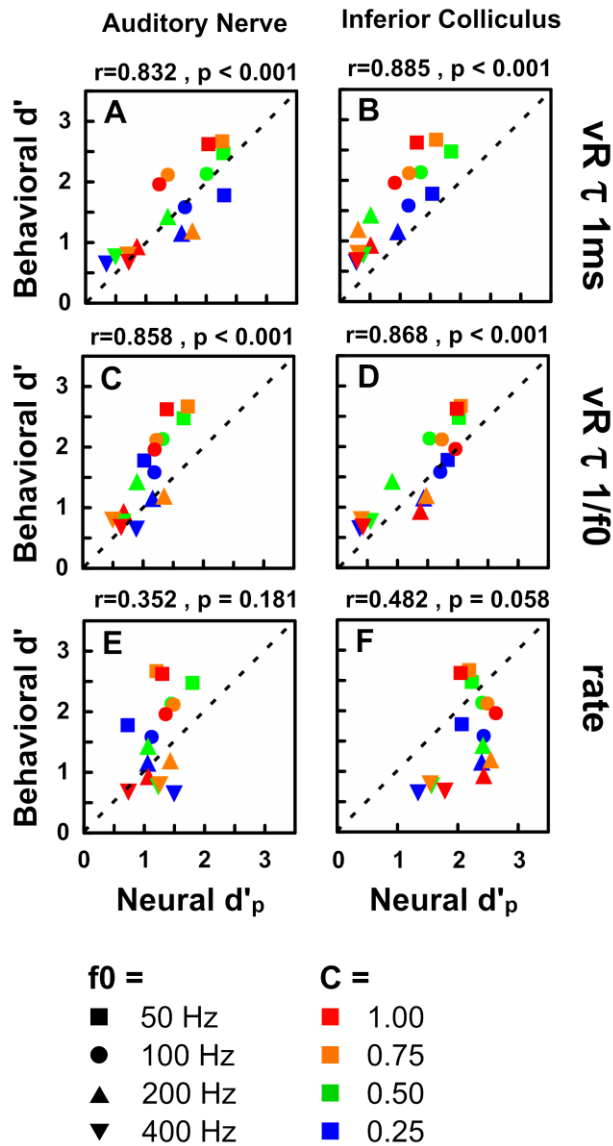 Auditory Nerve Inferior Colliculus
r=0.832 , p < 0.001 r=0.885 , p < 0.001
A B
3
2
1
0
Behavioral d'
vR τ 1ms
r=0.858 , p < 0.001 r=0.868 , p < 0.001
C D
3
2
1
0
Behavioral d'
vR τ 1/f0
r=0.352 , p = 0.181 r=0.482 , p = 0.058
E F
3
2
1
0
Behavioral d'
rate
0 1 2 3 0 1 2 3
Neural d'p Neural d'p
f0 = C =
50 Hz 1.00
100 Hz 0.75
200 Hz 0.50
400 Hz 0.25